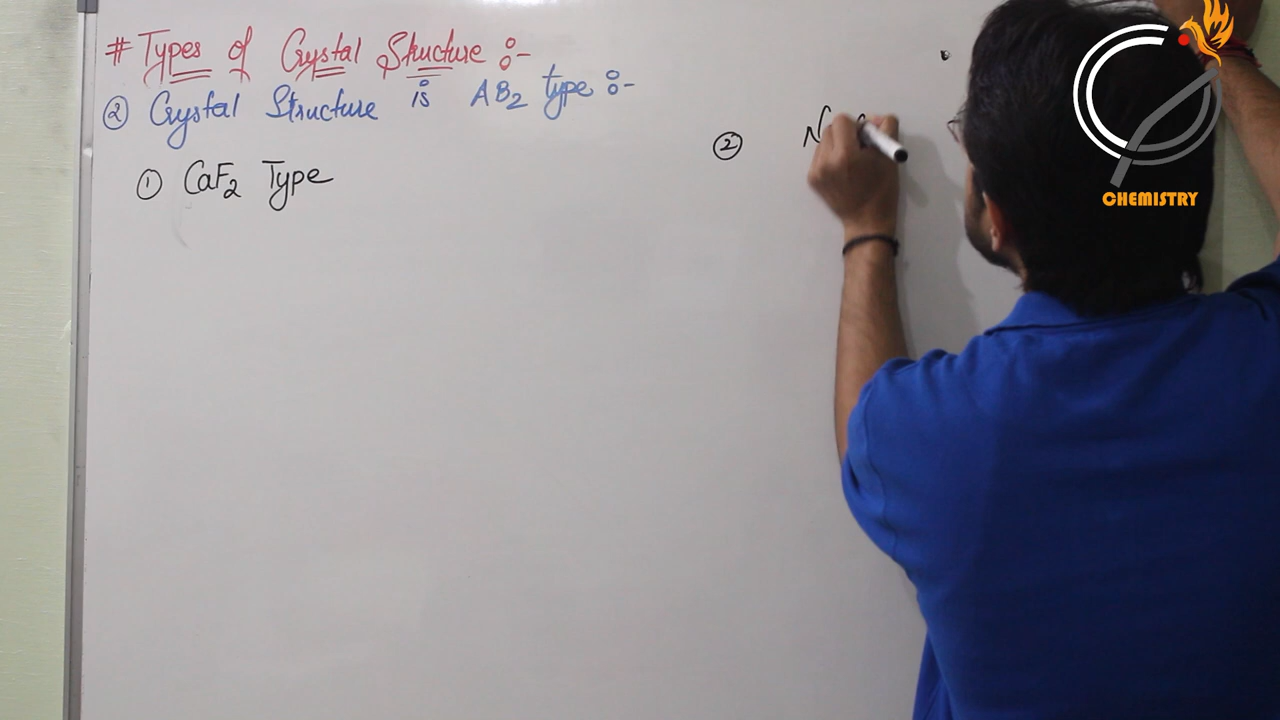 # Types of Crystal Structure :-
② Crystal Structure is AB₂ type :-
① CaF₂ Type
②
CHEMISTRY